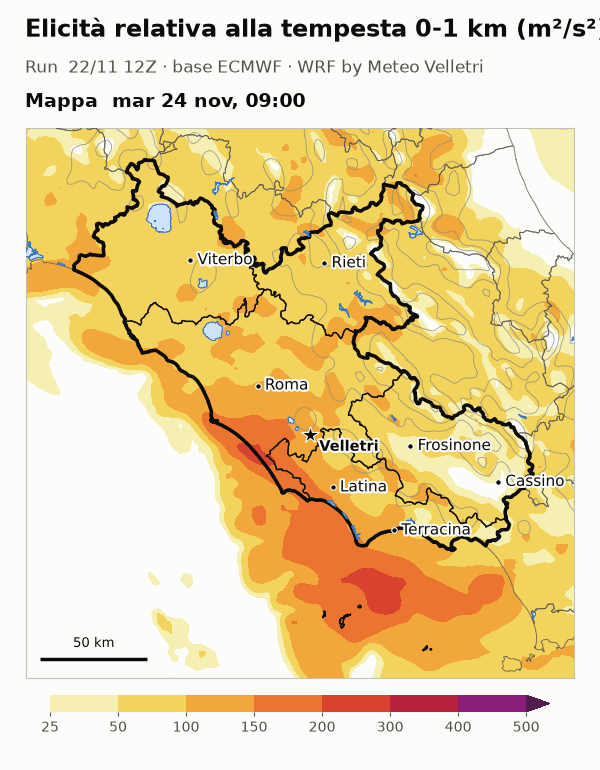 Elicità relativa alla tempesta 0-1 km (m²/s²)
Run 22/11 12Z · base ECMWF · WRF by Meteo Velletri
Mappa mar 24 nov, 09:00
Viterbo
Rieti
Roma
Velletri
Frosinone
Cassino
Latina
Terracina
50 km
25 50 100 150 200 300 400 500